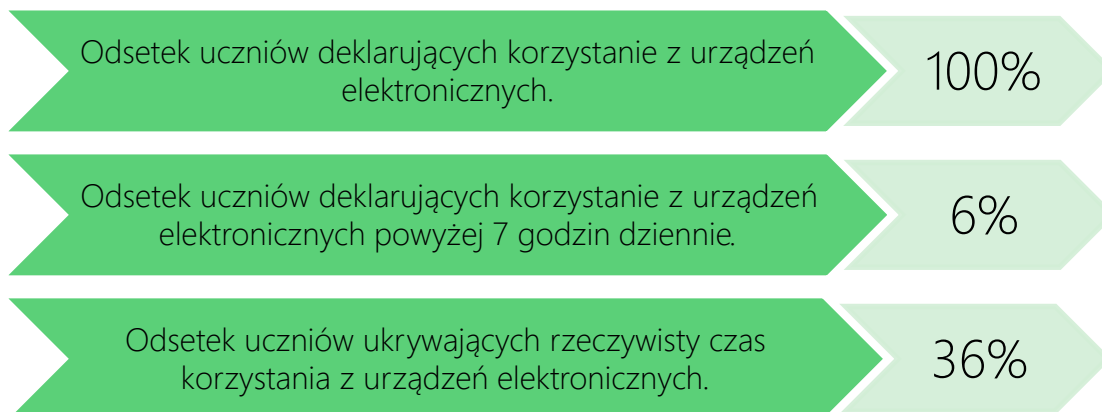 Odsetek uczniów deklarujących korzystanie z urządzeń
elektronicznych.
100%
Odsetek uczniów deklarujących korzystanie z urządzeń
elektronicznych powyżej 7 godzin dziennie.
6%
Odsetek uczniów ukrywających rzeczywisty czas
korzystania z urządzeń elektronicznych.
36%